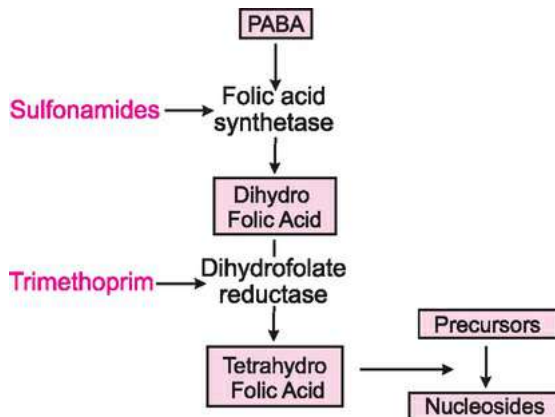 PABA
Sulfonamides
Folic acid
synthetase
Dihydro
Folic Acid
Trimethoprim
Dihydrofolate
reductase
Tetrahydro
Folic Acid
Precursors
Nucleosides